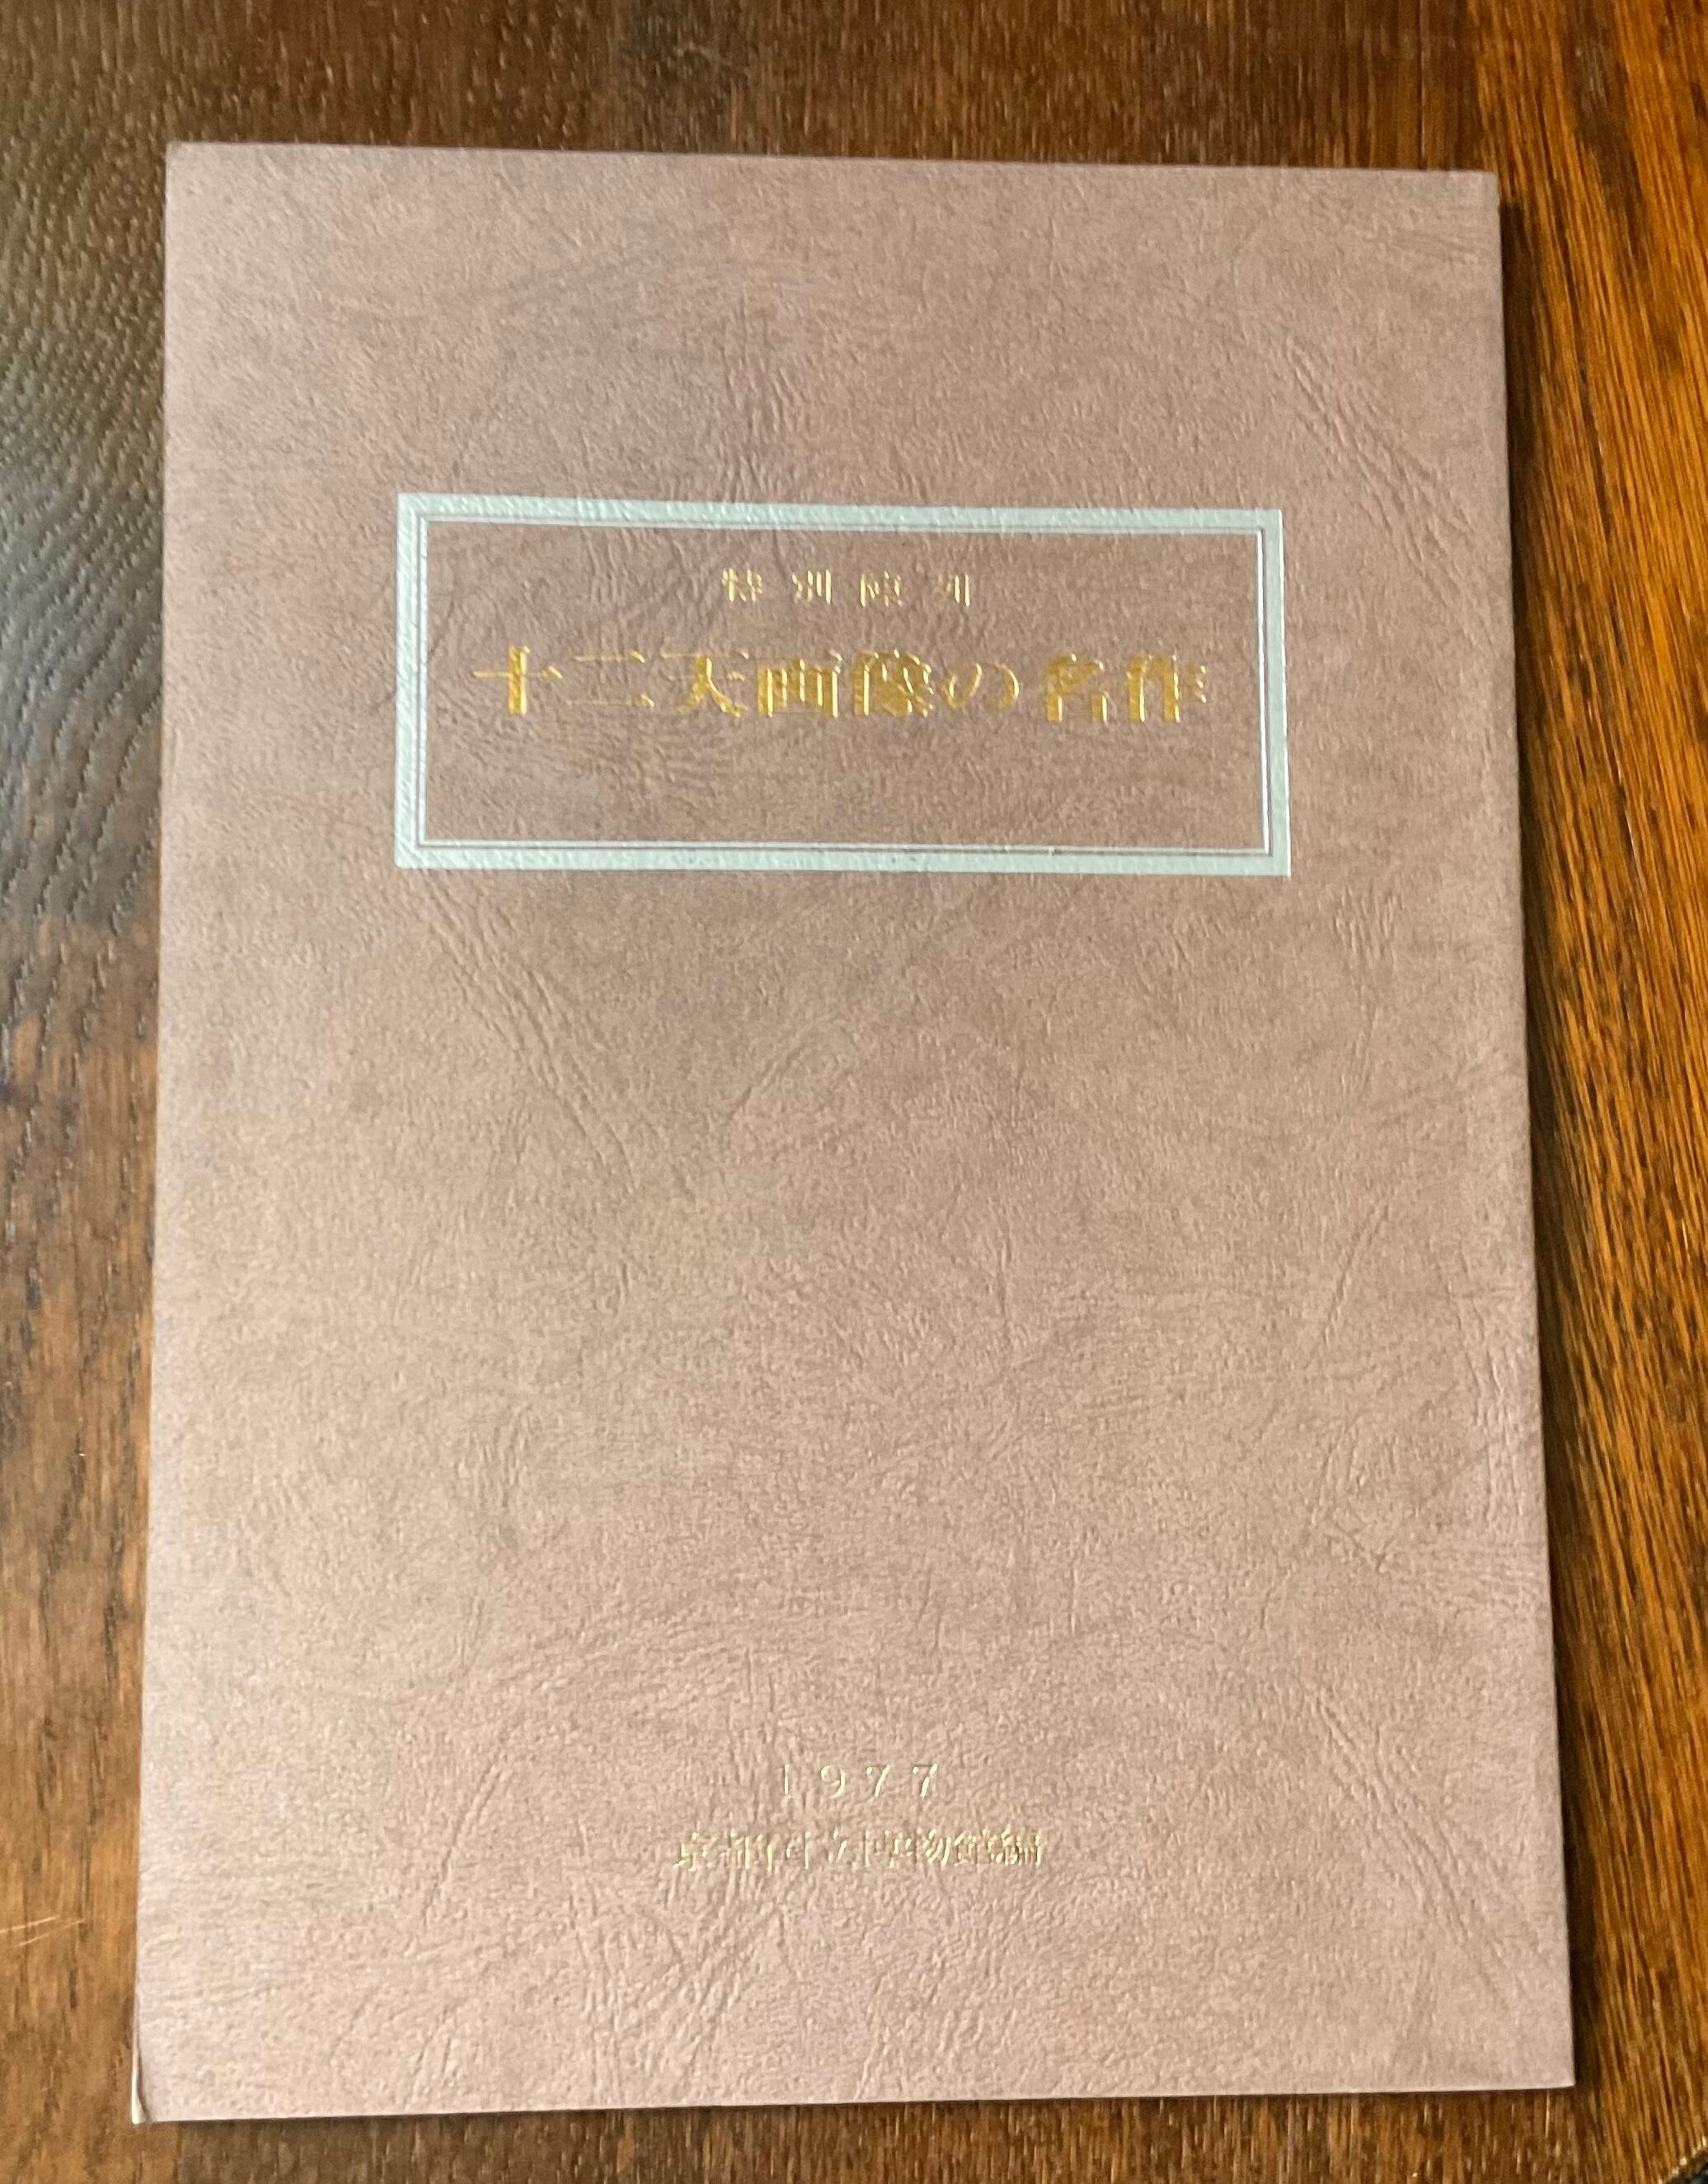 特別陳列
十二天画像の名作
1977
京都国立博物館編